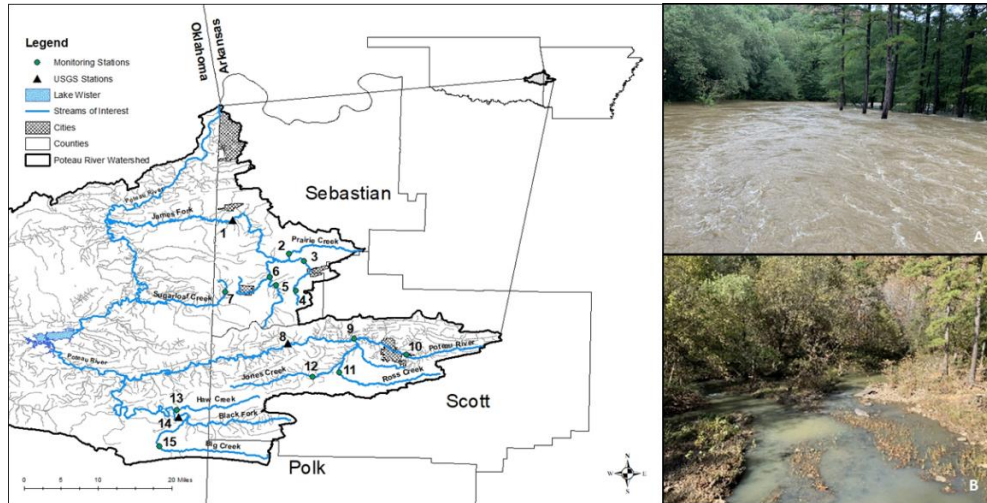 Legend
Monitoring Stations
USGS Stations
Lake Wister
Streams of Interest
Cities
Counties
Poteau River Watershed
Oklahoma
Arkansas
Sebastian
Poteau River
James Fork
1
2
Prairie Creek
3
6
5
4
7
Sugarloaf Creek
8
9
10
Poteau River
Poteau River
Jones Creek
12
11
Ross Creek
Scott
13
Haw Creek
14
Black Fork
15
Big Creek
Polk
0 5 10 20 Miles
N
W E
S
A
B